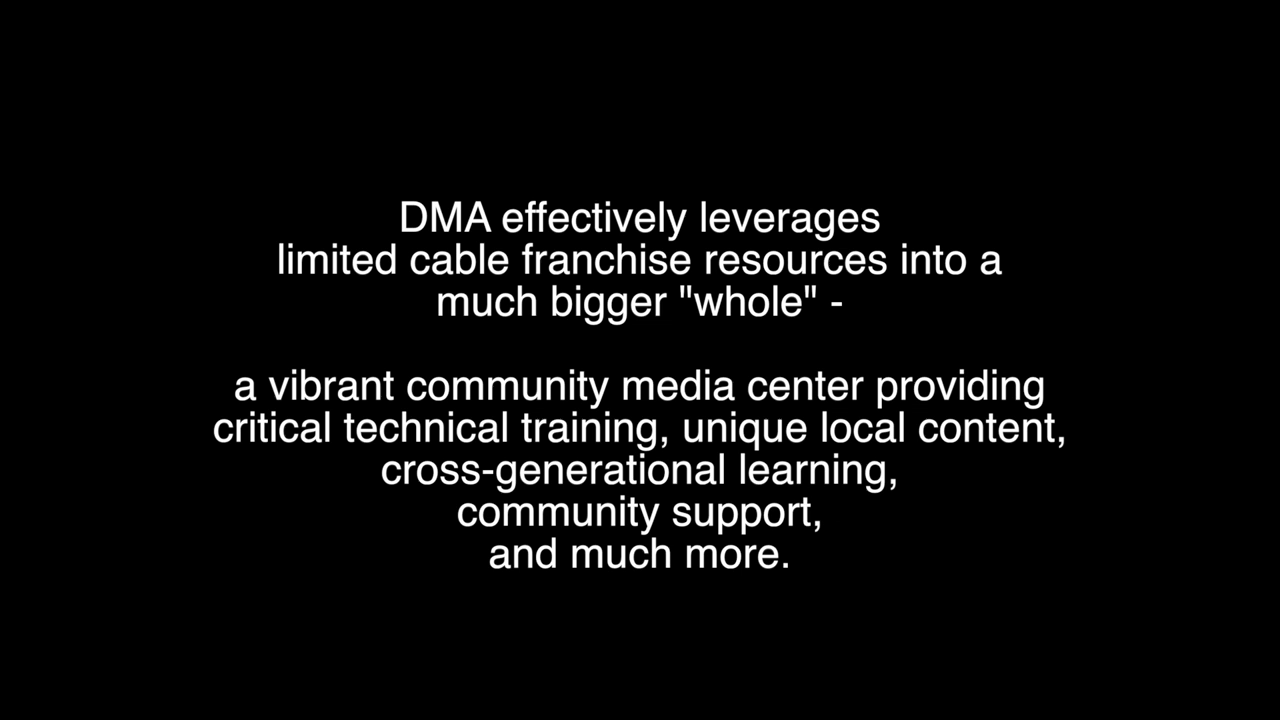 DMA effectively leverages
limited cable franchise resources into a
much bigger "whole" -
a vibrant community media center providing
critical technical training, unique local content,
cross-generational learning,
community support,
and much more.